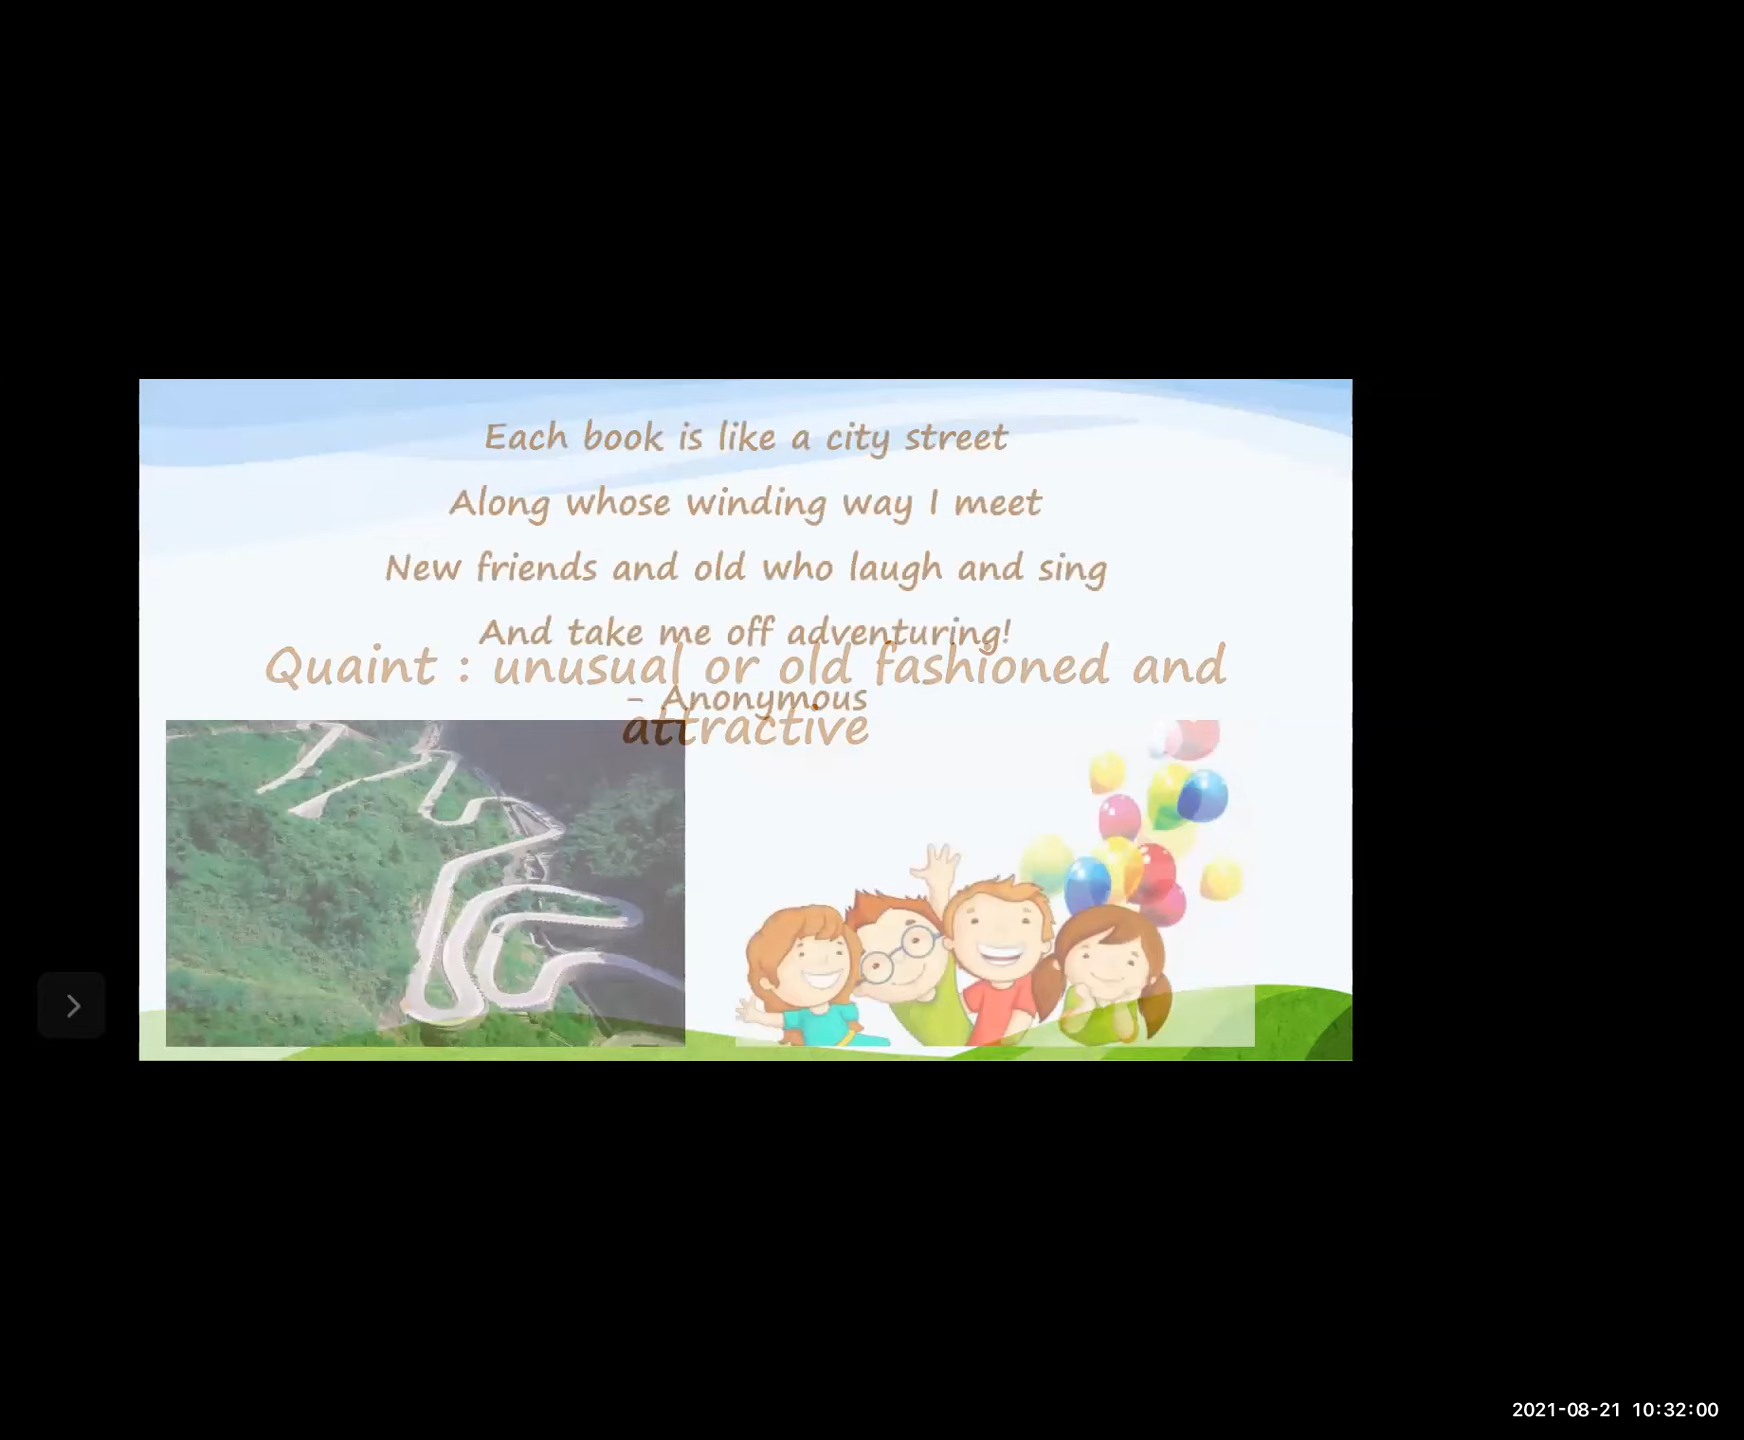 Each book is like a city street
Along whose winding way I meet
New friends and old who laugh and sing
And take me off adventuring!
Quaint : unusual or old fashioned and
- Anonymous
attractive
2021-08-21 10:32:00